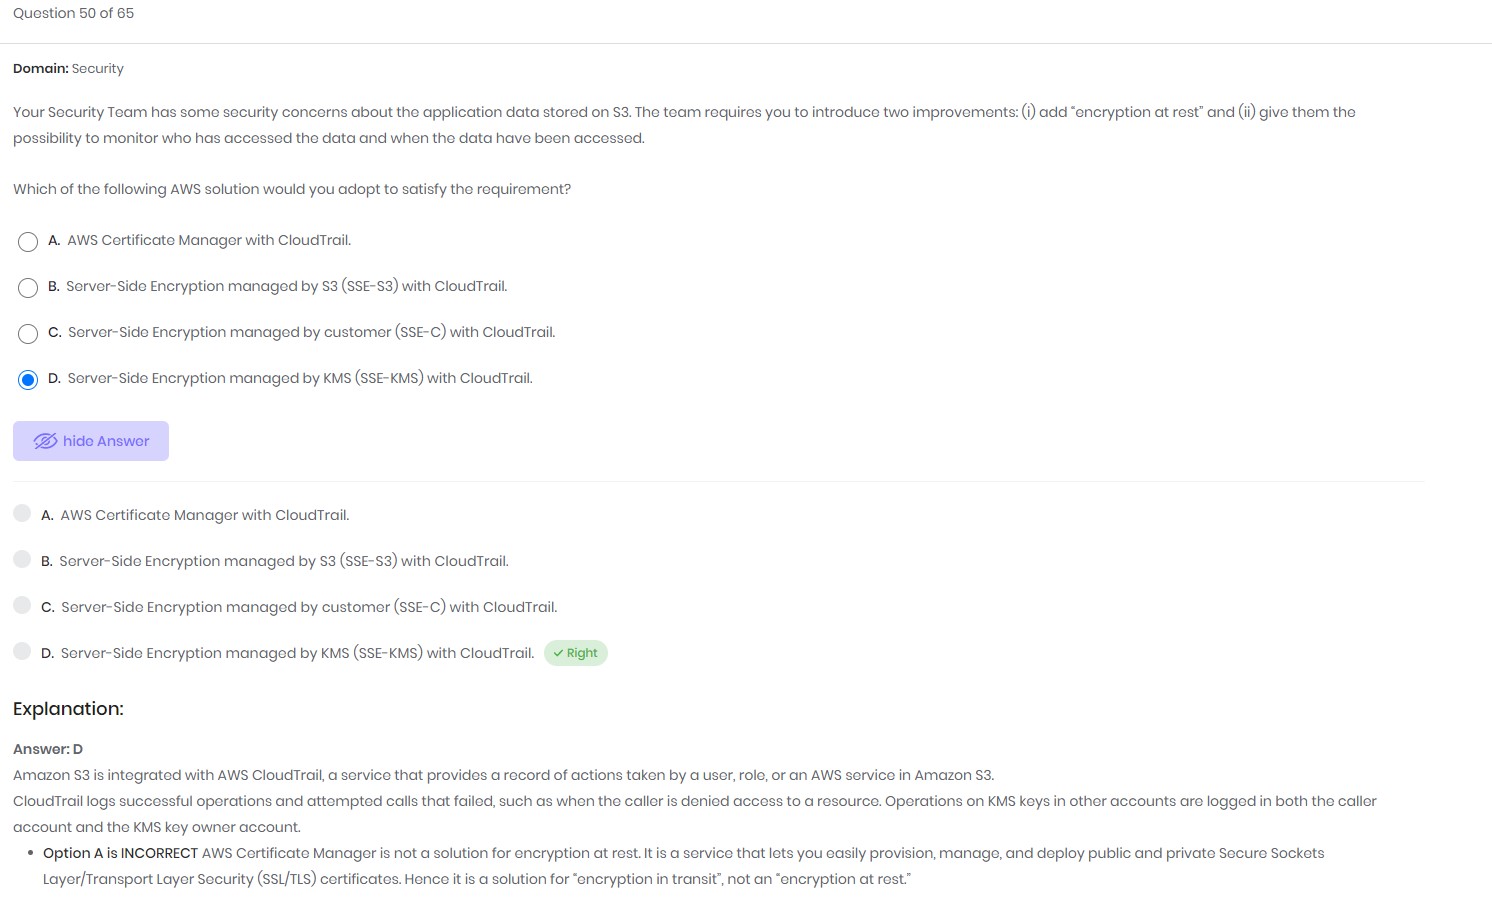 Question 50 of 65
Domain: Security
Your Security Team has some security concerns about the application data stored on S3. The team requires you to introduce two improvements: (i) add “encryption at rest” and (ii) give them the
possibility to monitor who has accessed the data and when the data have been accessed.
Which of the following AWS solution would you adopt to satisfy the requirement?
A. AWS Certificate Manager with CloudTrail.
B. Server-Side Encryption managed by S3 (SSE-S3) with CloudTrail.
C. Server-Side Encryption managed by customer (SSE-C) with CloudTrail.
D. Server-Side Encryption managed by KMS (SSE-KMS) with CloudTrail.
hide Answer
A. AWS Certificate Manager with CloudTrail.
B. Server-Side Encryption managed by S3 (SSE-S3) with CloudTrail.
C. Server-Side Encryption managed by customer (SSE-C) with CloudTrail.
D. Server-Side Encryption managed by KMS (SSE-KMS) with CloudTrail. ✓ Right
Explanation:
Answer: D
Amazon S3 is integrated with AWS CloudTrail, a service that provides a record of actions taken by a user, role, or an AWS service in Amazon S3.
CloudTrail logs successful operations and attempted calls that failed, such as when the caller is denied access to a resource. Operations on KMS keys in other accounts are logged in both the caller
account and the KMS key owner account.
• Option A is INCORRECT AWS Certificate Manager is not a solution for encryption at rest. It is a service that lets you easily provision, manage, and deploy public and private Secure Sockets
Layer/Transport Layer Security (SSL/TLS) certificates. Hence it is a solution for “encryption in transit”, not an “encryption at rest.”